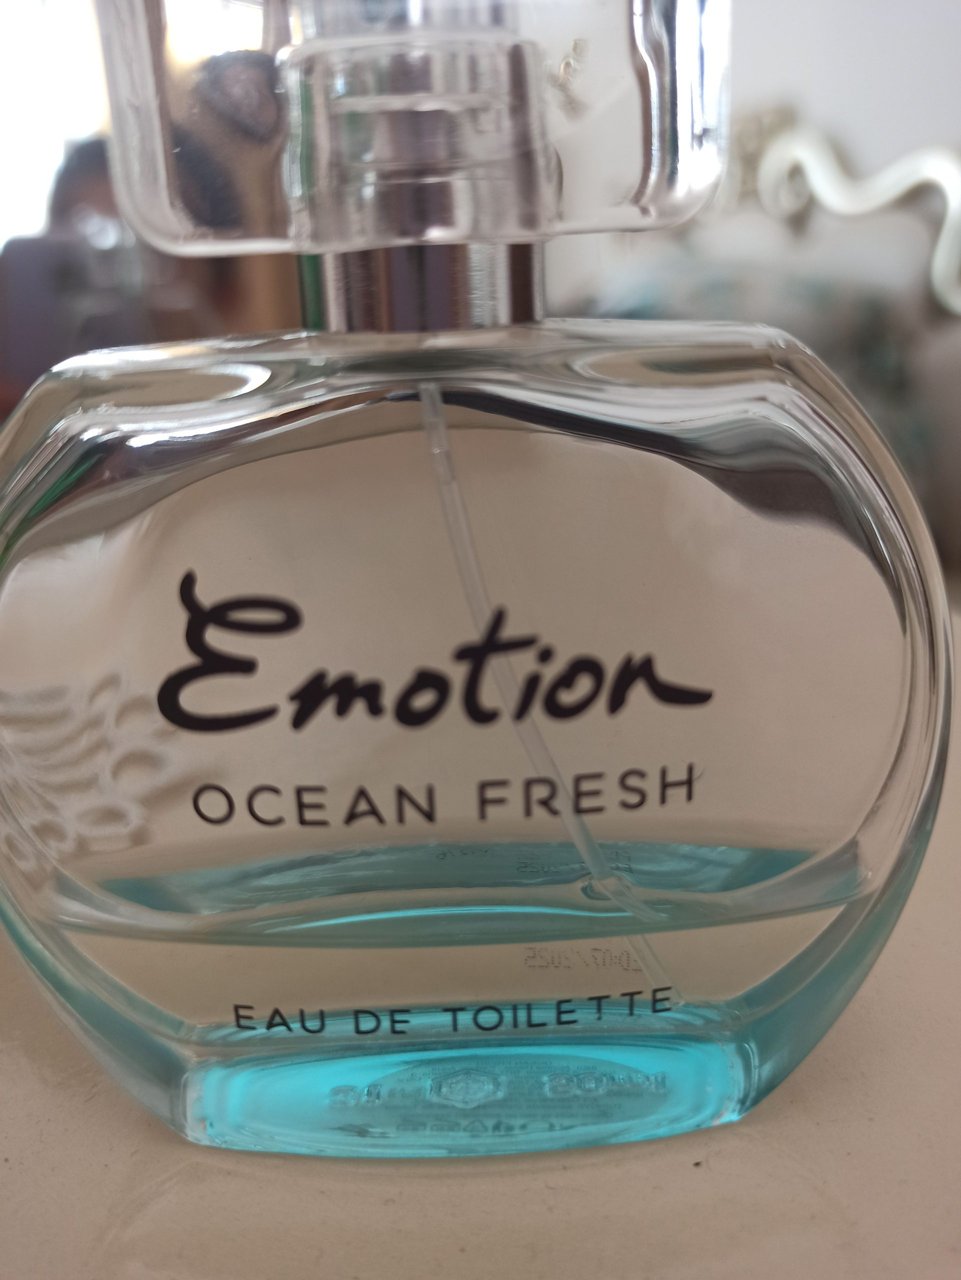 Emotion
OCEAN FRESH
EAU DE TOILETTE